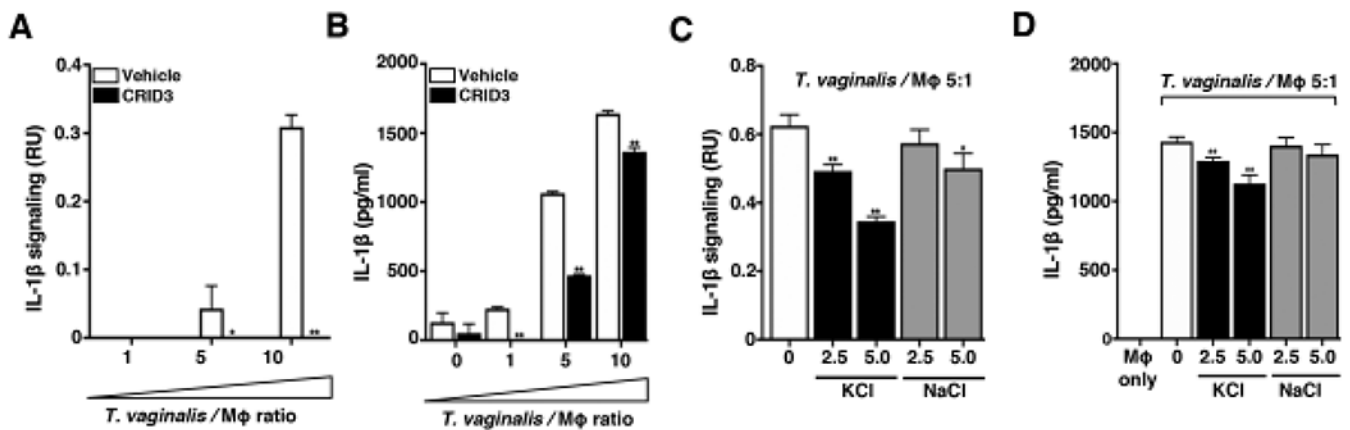 A
IL-1β signaling (RU)
0.4
0.3
0.2
0.1
0
Vehicle
CRID3
*
**
1 5 10
T. vaginalis / Mϕ ratio
B
IL-1β (pg/ml)
2000
1500
1000
500
0
Vehicle
CRID3
**
**
**
0 1 5 10
T. vaginalis / Mϕ ratio
C
IL-1β signaling (RU)
0.8
0.6
0.4
0.2
0
T. vaginalis / Mϕ 5:1
**
**
*
0 2.5 5.0 2.5 5.0
KCl NaCl
D
IL-1β (pg/ml)
2000
1500
1000
500
0
T. vaginalis / Mϕ 5:1
**
**
Mϕ only
0 2.5 5.0 2.5 5.0
KCl NaCl